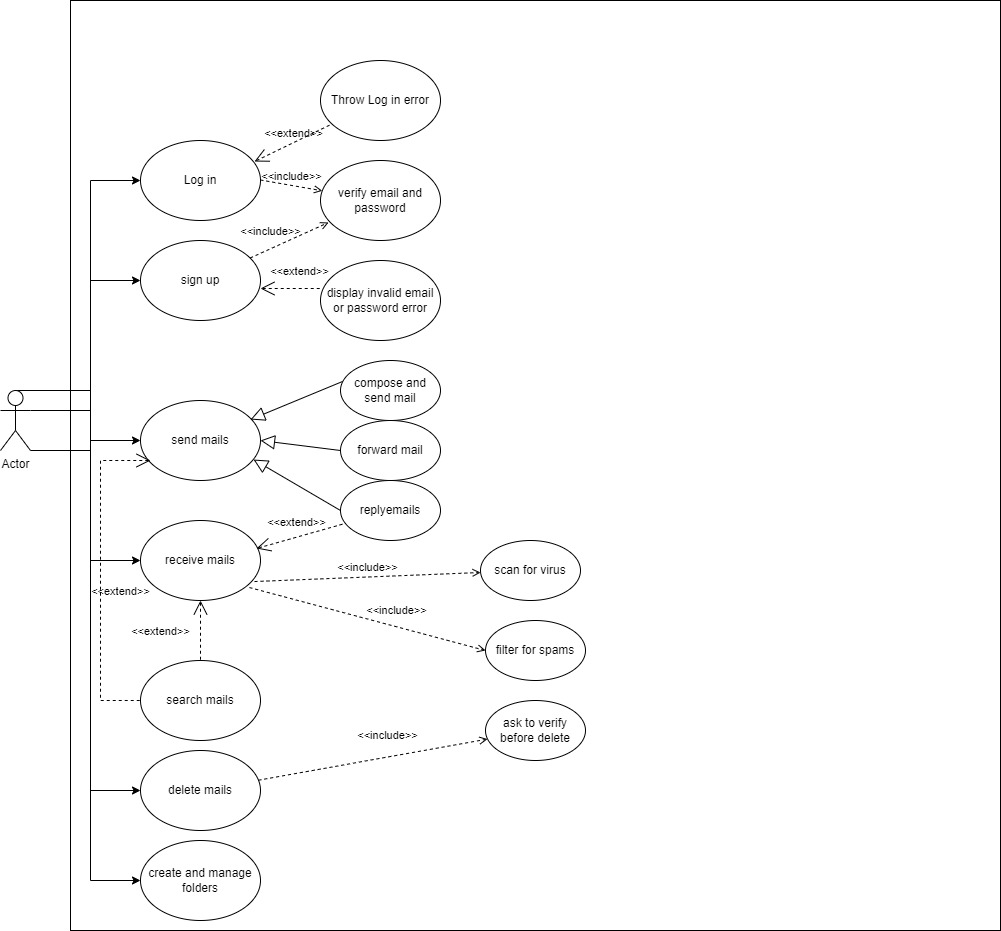 Throw Log in error
<<extend>>
Log in
<<include>>
verify email and
password
<<include>>
sign up
<<extend>>
display invalid email
or password error
compose and
send mail
send mails
forward mail
Actor
replyemails
<<extend>>
receive mails
<<include>>
scan for virus
<<extend>>
<<include>>
<<extend>>
filter for spams
search mails
ask to verify
before delete
<<include>>
delete mails
create and manage
folders